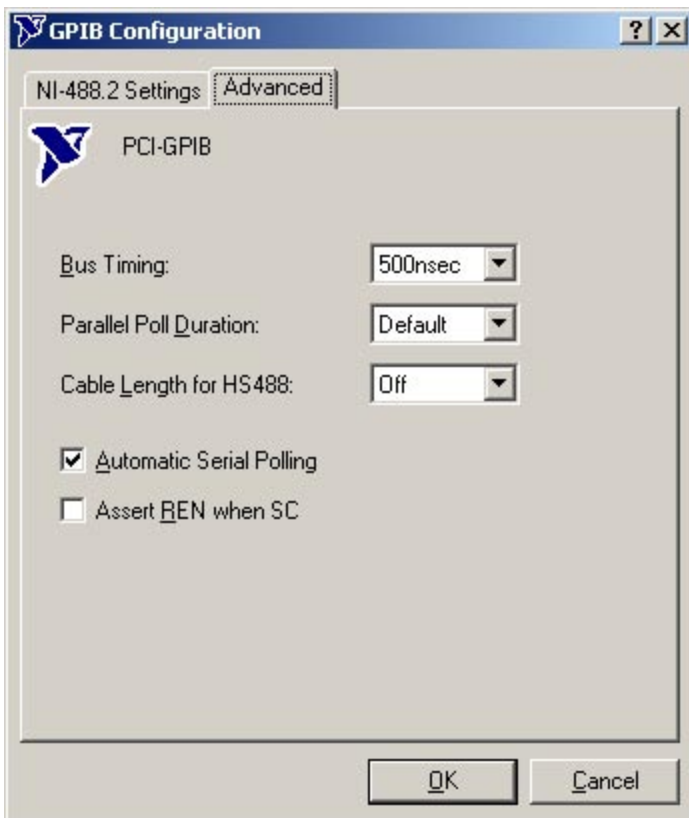 GPIB Configuration
NI-488.2 Settings
Advanced
PCI-GPIB
Bus Timing: 500nsec
Parallel Poll Duration: Default
Cable Length for HS488: Off
Automatic Serial Polling
Assert REN when SC
OK
Cancel